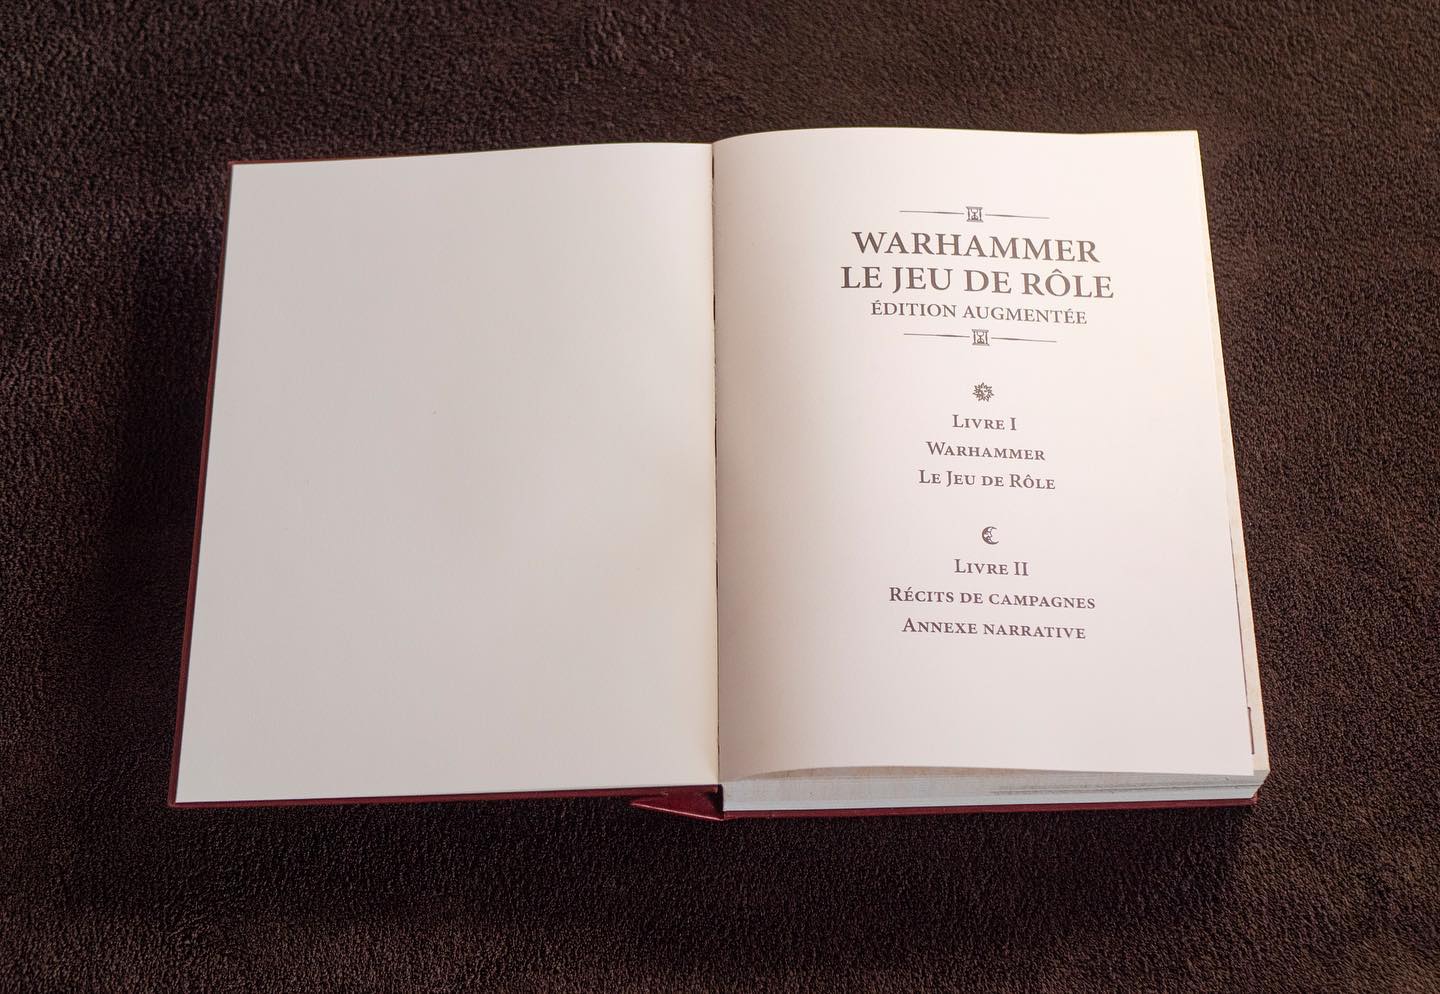 WARHAMMER
LE JEU DE RÔLE
ÉDITION AUGMENTÉE
Livre I
Warhammer
Le Jeu de Rôle
Livre II
Récits de campagnes
Annexe narrative